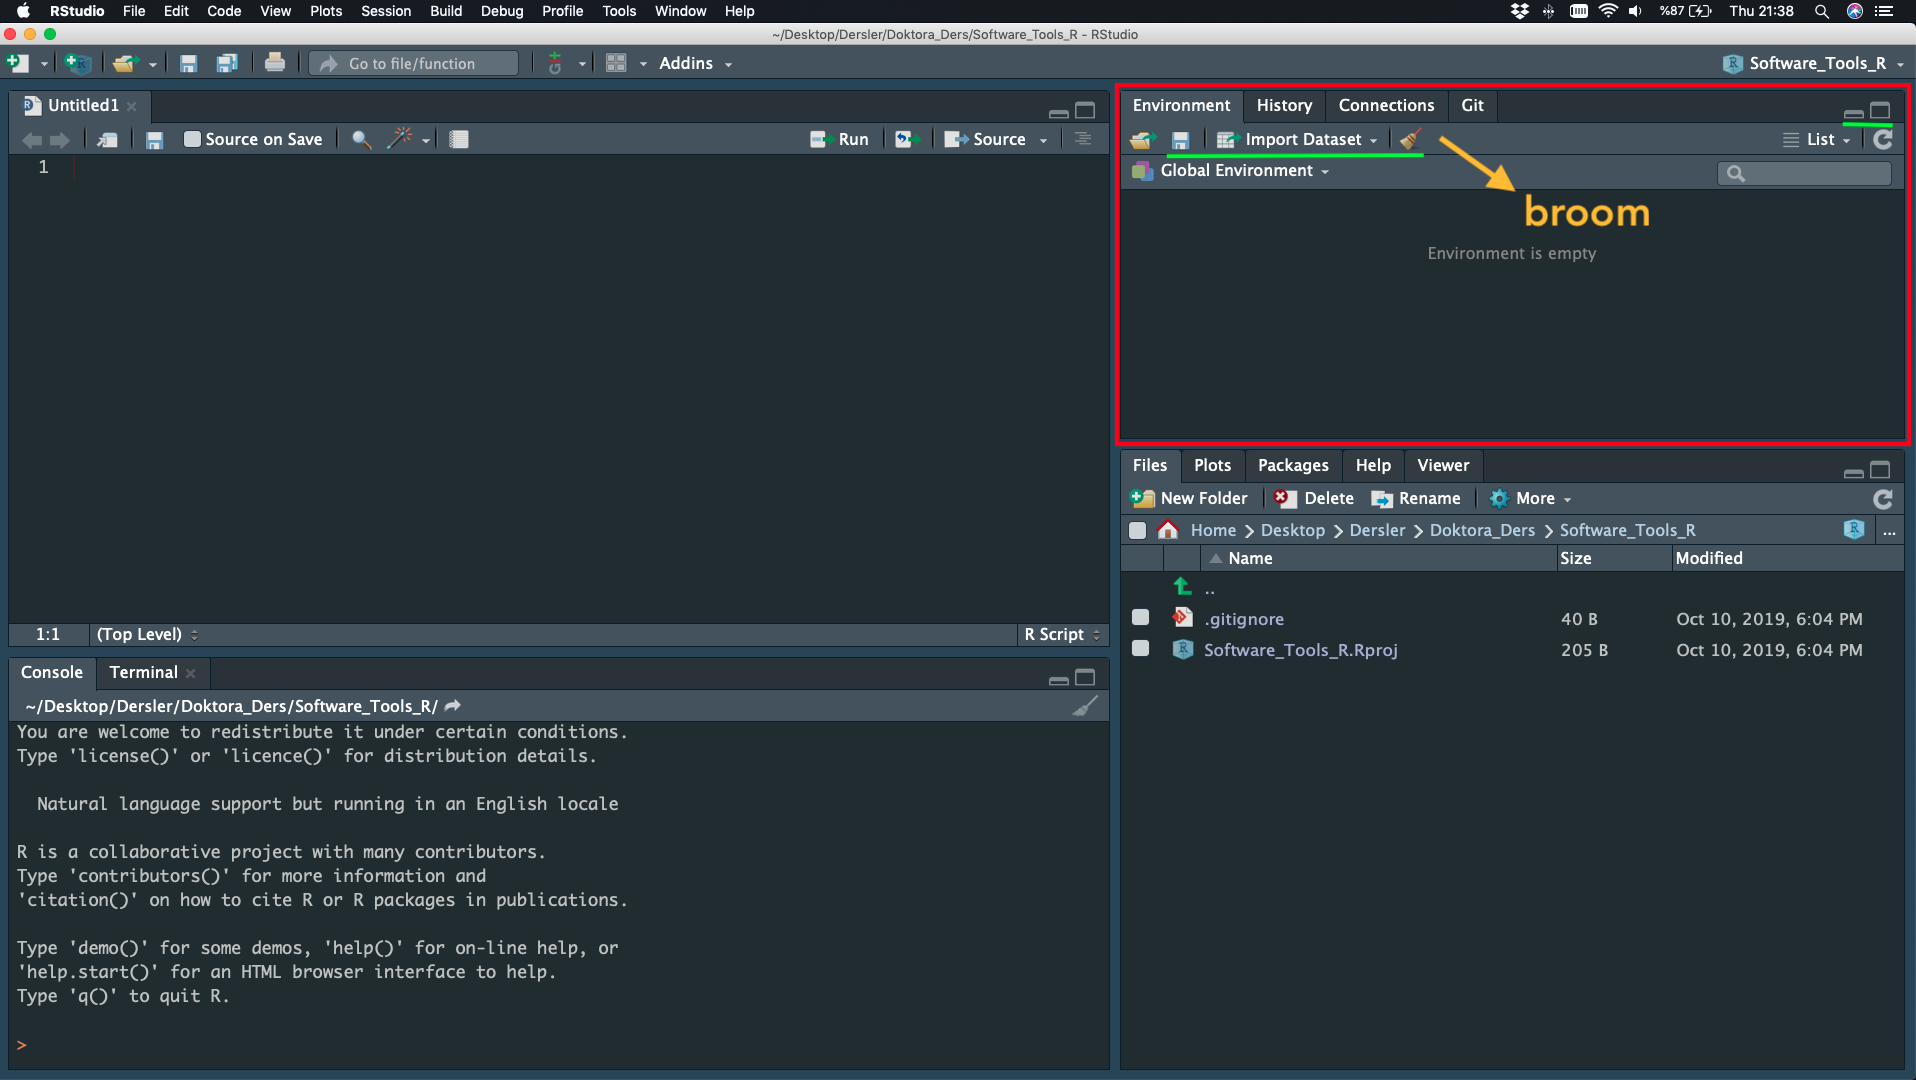 RStudio File Edit Code View Plots Session Build Debug Profile Tools Window Help %87 Thu 21:38
~/Desktop/Dersler/Doktora_Ders/Software_Tools_R - RStudio
Go to file/function Addins Software_Tools_R
Untitled1
Source on Save Run Source
1
1:1 (Top Level) R Script
Console Terminal
~/Desktop/Dersler/Doktora_Ders/Software_Tools_R/
You are welcome to redistribute it under certain conditions.
Type 'license()' or 'licence()' for distribution details.
Natural language support but running in an English locale
R is a collaborative project with many contributors.
Type 'contributors()' for more information and
'citation()' on how to cite R or R packages in publications.
Type 'demo()' for some demos, 'help()' for on-line help, or
'help.start()' for an HTML browser interface to help.
Type 'q()' to quit R.
>
Environment History Connections Git
Import Dataset List
Global Environment
broom
Environment is empty
Files Plots Packages Help Viewer
New Folder Delete Rename More
Home Desktop Dersler Doktora_Ders Software_Tools_R ...
Name Size Modified
..
.gitignore 40 B Oct 10, 2019, 6:04 PM
Software_Tools_R.Rproj 205 B Oct 10, 2019, 6:04 PM